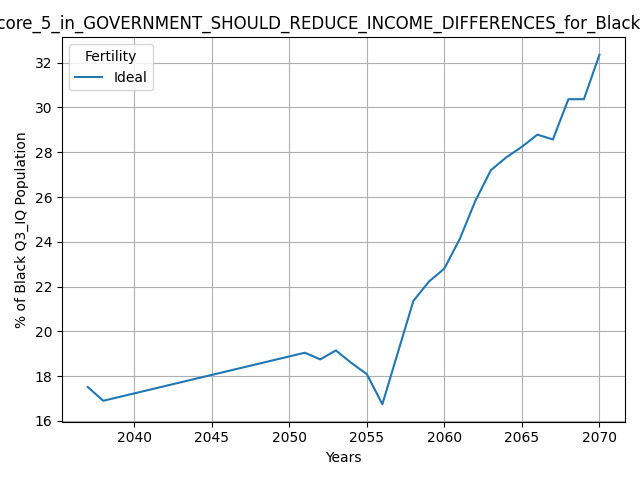 core_5_in_GOVERNMENT_SHOULD_REDUCE_INCOME_DIFFERENCES_for_Black
Fertility
Ideal
% of Black Q3_IQ Population
32
30
28
26
24
22
20
18
16
2040 2045 2050 2055 2060 2065 2070
Years